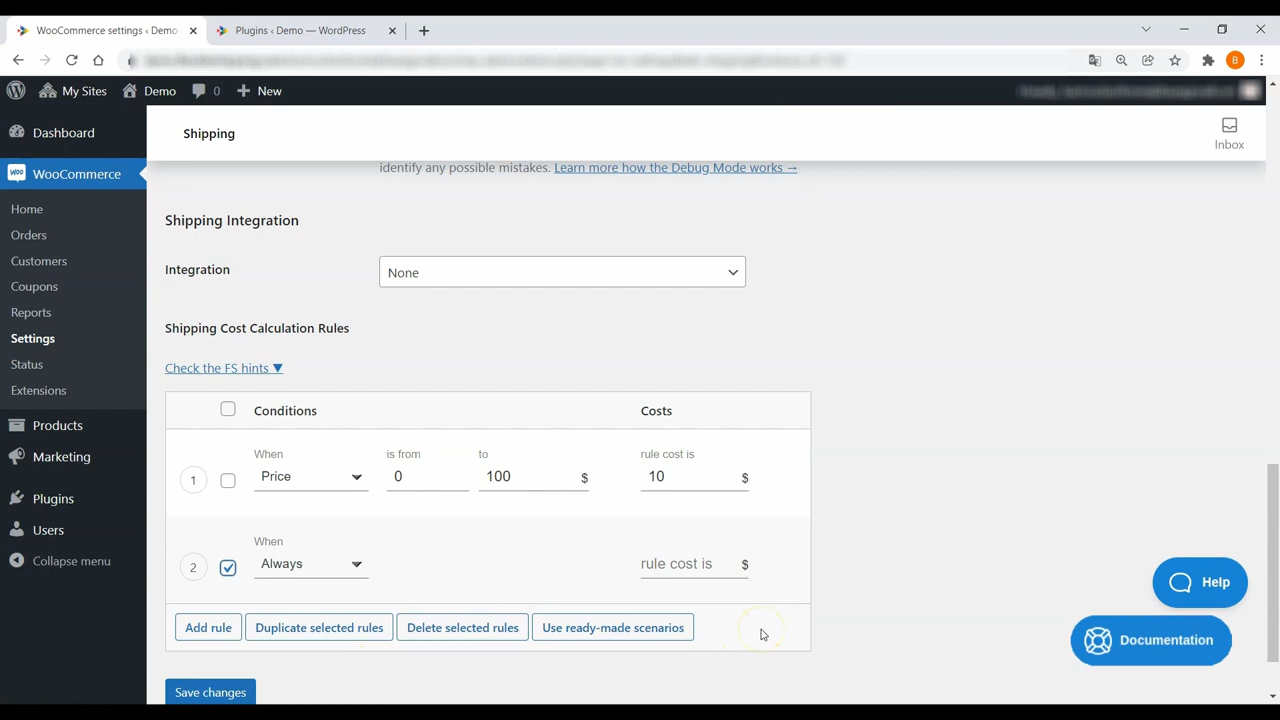 WooCommerce settings ‹ Demo
Plugins ‹ Demo — WordPress
B
My Sites
Demo
0
New
Dashboard
WooCommerce
Home
Orders
Customers
Coupons
Reports
Settings
Status
Extensions
Products
Marketing
Plugins
Users
Collapse menu
Shipping
Inbox
identify any possible mistakes. Learn more how the Debug Mode works →
Shipping Integration
Integration
None
Shipping Cost Calculation Rules
Check the FS hints ▼
Conditions
Costs
When
is from
to
rule cost is
1
Price
0
100
$
10
$
When
2
Always
rule cost is
$
Add rule
Duplicate selected rules
Delete selected rules
Use ready-made scenarios
Save changes
Help
Documentation